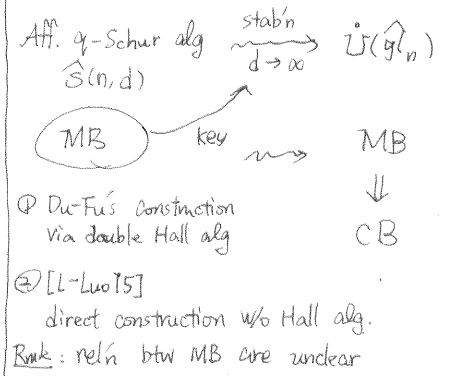 Aff. q-Schur alg stab'n U̇(ĝl_n)
Ŝ(n,d) d→∞
MB key MB
⇓
① Du-Fu's construction CB
via double Hall alg
② [L-Luo15]
direct construction w/o Hall alg.
Rmk : rel'n btw MB are unclear